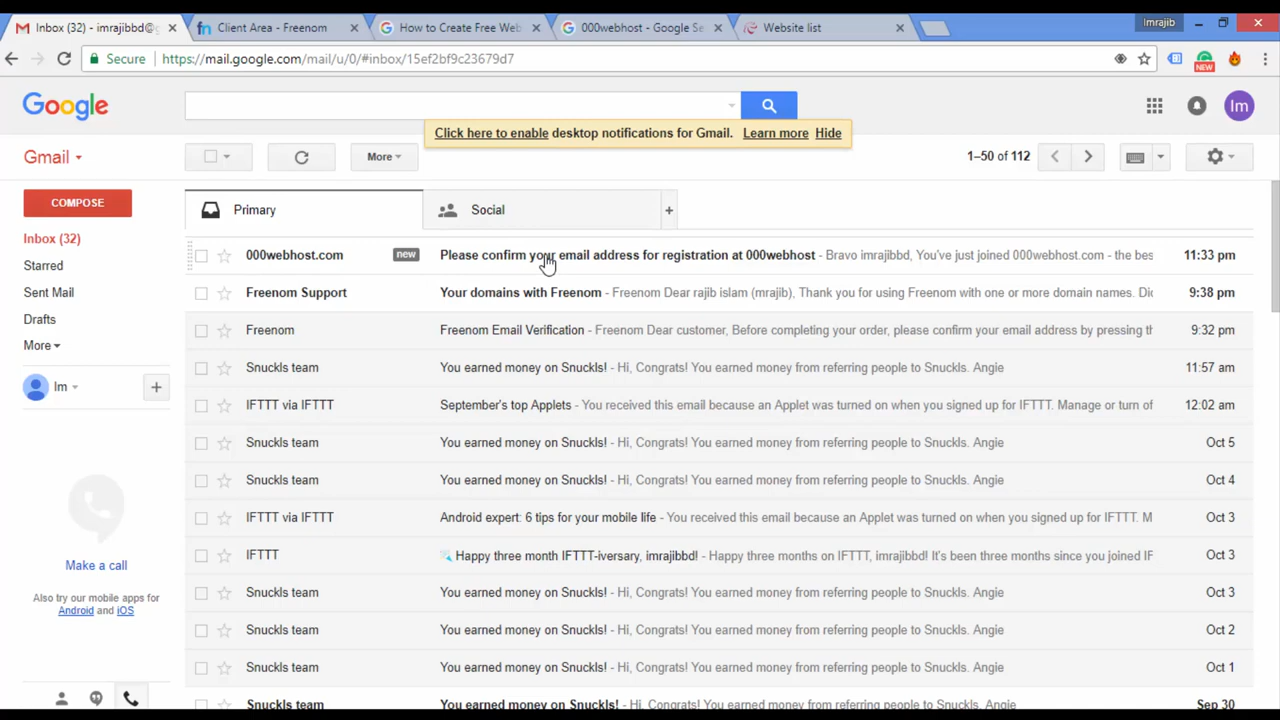 Inbox (32) - imrajibbd@g
Client Area - Freenom
How to Create Free Web
000webhost - Google Se
Website list
Imrajib
Secure
https://mail.google.com/mail/u/0/#inbox/15ef2bf9c23679d7
NEW
Google
Im
Click here to enable desktop notifications for Gmail. Learn more Hide
Gmail
More
1–50 of 112
COMPOSE
Primary
Social
+
Inbox (32)
Starred
Sent Mail
Drafts
More
Im
+
000webhost.com new Please confirm your email address for registration at 000webhost - Bravo imrajibbd, You've just joined 000webhost.com - the bes 11:33 pm
Freenom Support Your domains with Freenom - Freenom Dear rajib islam (mrajib), Thank you for using Freenom with one or more domain names. Dic 9:38 pm
Freenom Freenom Email Verification - Freenom Dear customer, Before completing your order, please confirm your email address by pressing th 9:32 pm
Snuckls team You earned money on Snuckls! - Hi, Congrats! You earned money from referring people to Snuckls. Angie 11:57 am
IFTTT via IFTTT September's top Applets - You received this email because an Applet was turned on when you signed up for IFTTT. Manage or turn of 12:02 am
Snuckls team You earned money on Snuckls! - Hi, Congrats! You earned money from referring people to Snuckls. Angie Oct 5
Snuckls team You earned money on Snuckls! - Hi, Congrats! You earned money from referring people to Snuckls. Angie Oct 4
IFTTT via IFTTT Android expert: 6 tips for your mobile life - You received this email because an Applet was turned on when you signed up for IFTTT. M Oct 3
IFTTT Happy three month IFTTT-iversary, imrajibbd! - Happy three months on IFTTT, imrajibbd! It's been three months since you joined IF Oct 3
Snuckls team You earned money on Snuckls! - Hi, Congrats! You earned money from referring people to Snuckls. Angie Oct 3
Snuckls team You earned money on Snuckls! - Hi, Congrats! You earned money from referring people to Snuckls. Angie Oct 2
Snuckls team You earned money on Snuckls! - Hi, Congrats! You earned money from referring people to Snuckls. Angie Oct 1
Snuckls team You earned money on Snuckls! - Hi, Congrats! You earned money from referring people to Snuckls. Angie Sep 30
Make a call
Also try our mobile apps for
Android and iOS